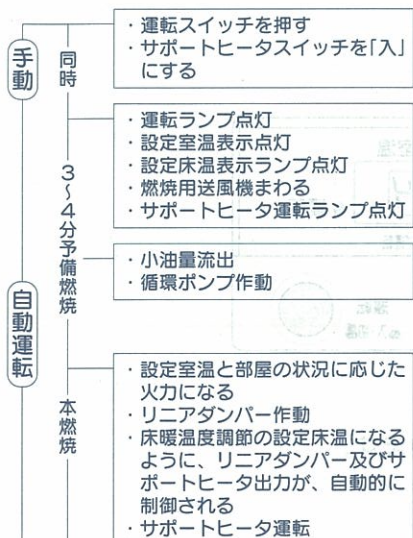 手動
同時
・運転スイッチを押す
・サポートヒータスイッチを「入」
にする
・運転ランプ点灯
・設定室温表示点灯
・設定床温表示ランプ点灯
・燃焼用送風機まわる
・サポートヒータ運転ランプ点灯
3〜4分予備燃焼
・小油量流出
・循環ポンプ作動
自動運転
本燃焼
・設定室温と部屋の状況に応じた
火力になる
・リニアダンパー作動
・床暖温度調節の設定床温になる
ように、リニアダンパー及びサ
ポートヒータ出力が、自動的に
制御される
・サポートヒータ運転